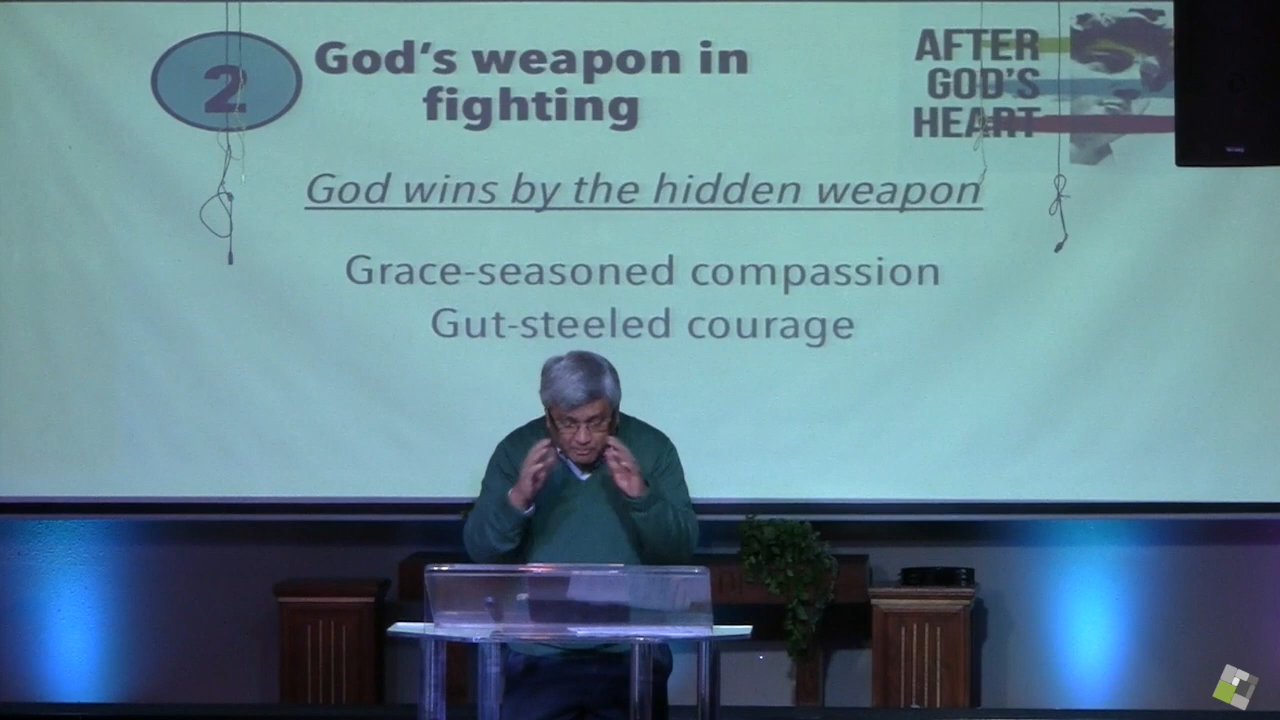 2.
God's weapon in
fighting
AFTER
GOD'S
HEART
God wins by the hidden weapon
Grace-seasoned compassion
Gut-steeled courage